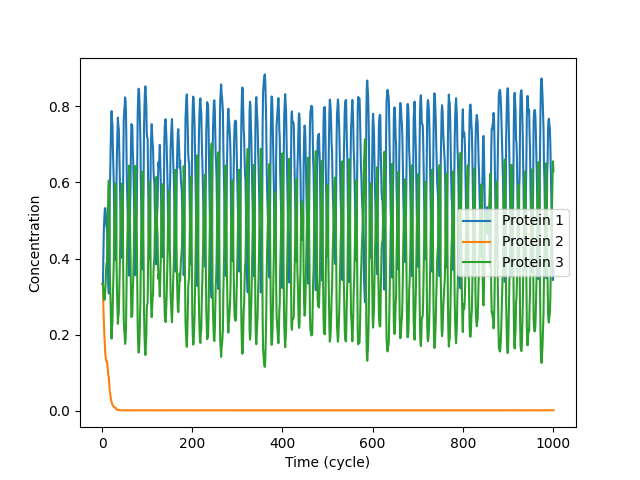 Concentration
0.8
0.6
0.4
0.2
0.0
0
200
400
600
800
1000
Time (cycle)
Protein 1
Protein 2
Protein 3